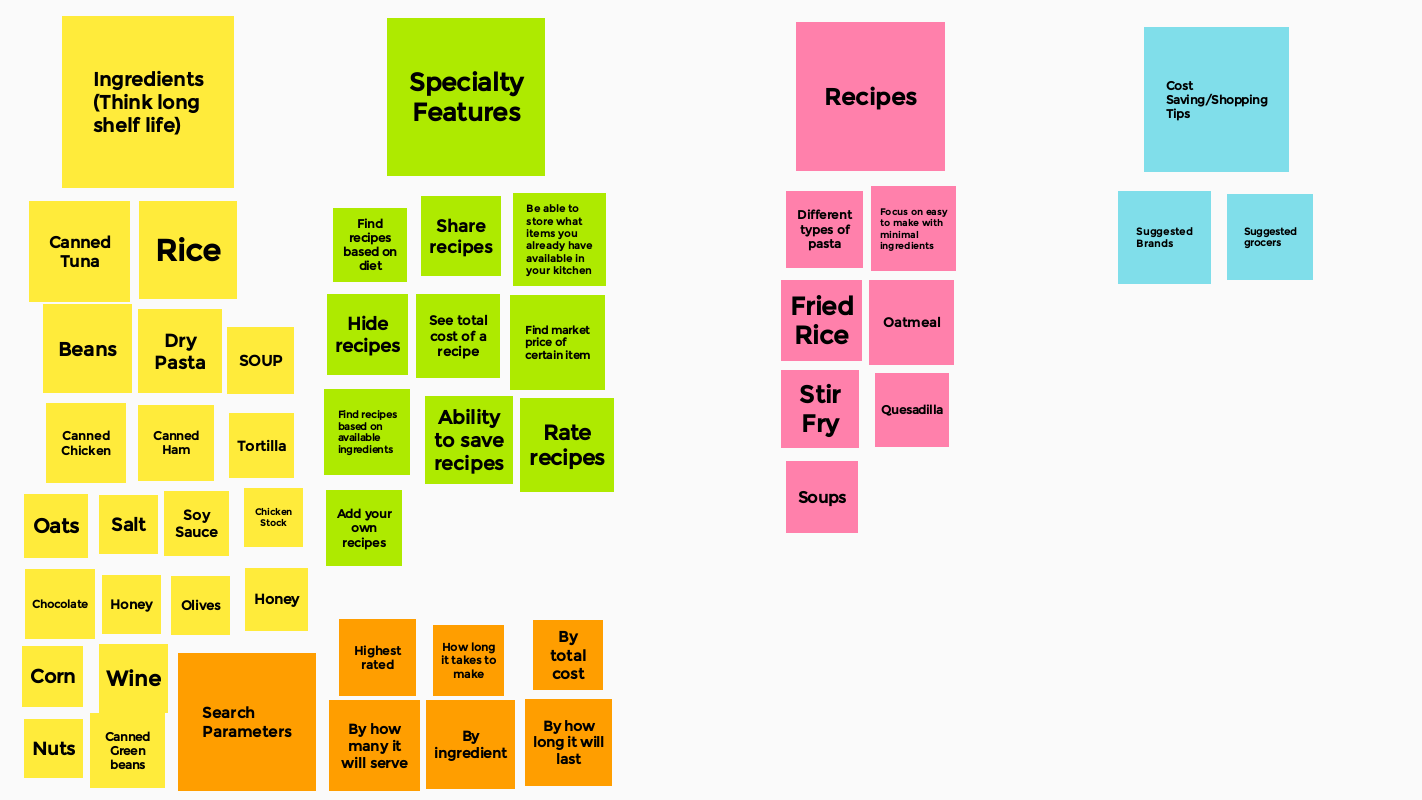 Ingredients
(Think long
shelf life)
Canned
Tuna
Rice
Beans
Dry
Pasta
SOUP
Canned
Chicken
Canned
Ham
Tortilla
Oats
Salt
Soy
Sauce
Chicken
Stock
Chocolate
Honey
Olives
Honey
Corn
Wine
Nuts
Canned
Green
beans
Specialty
Features
Find
recipes
based on
diet
Share
recipes
Be able to
store what
items you
already have
available in
your kitchen
Hide
recipes
See total
cost of a
recipe
Find market
price of
certain item
Find recipes
based on
available
ingredients
Ability
to save
recipes
Rate
recipes
Add your
own
recipes
Search
Parameters
Highest
rated
How long
it takes to
make
By
total
cost
By how
many it
will serve
By
ingredient
By how
long it will
last
Recipes
Different
types of
pasta
Focus on easy
to make with
minimal
ingredients
Fried
Rice
Oatmeal
Stir
Fry
Quesadilla
Soups
Cost
Saving/Shopping
Tips
Suggested
Brands
Suggested
grocers